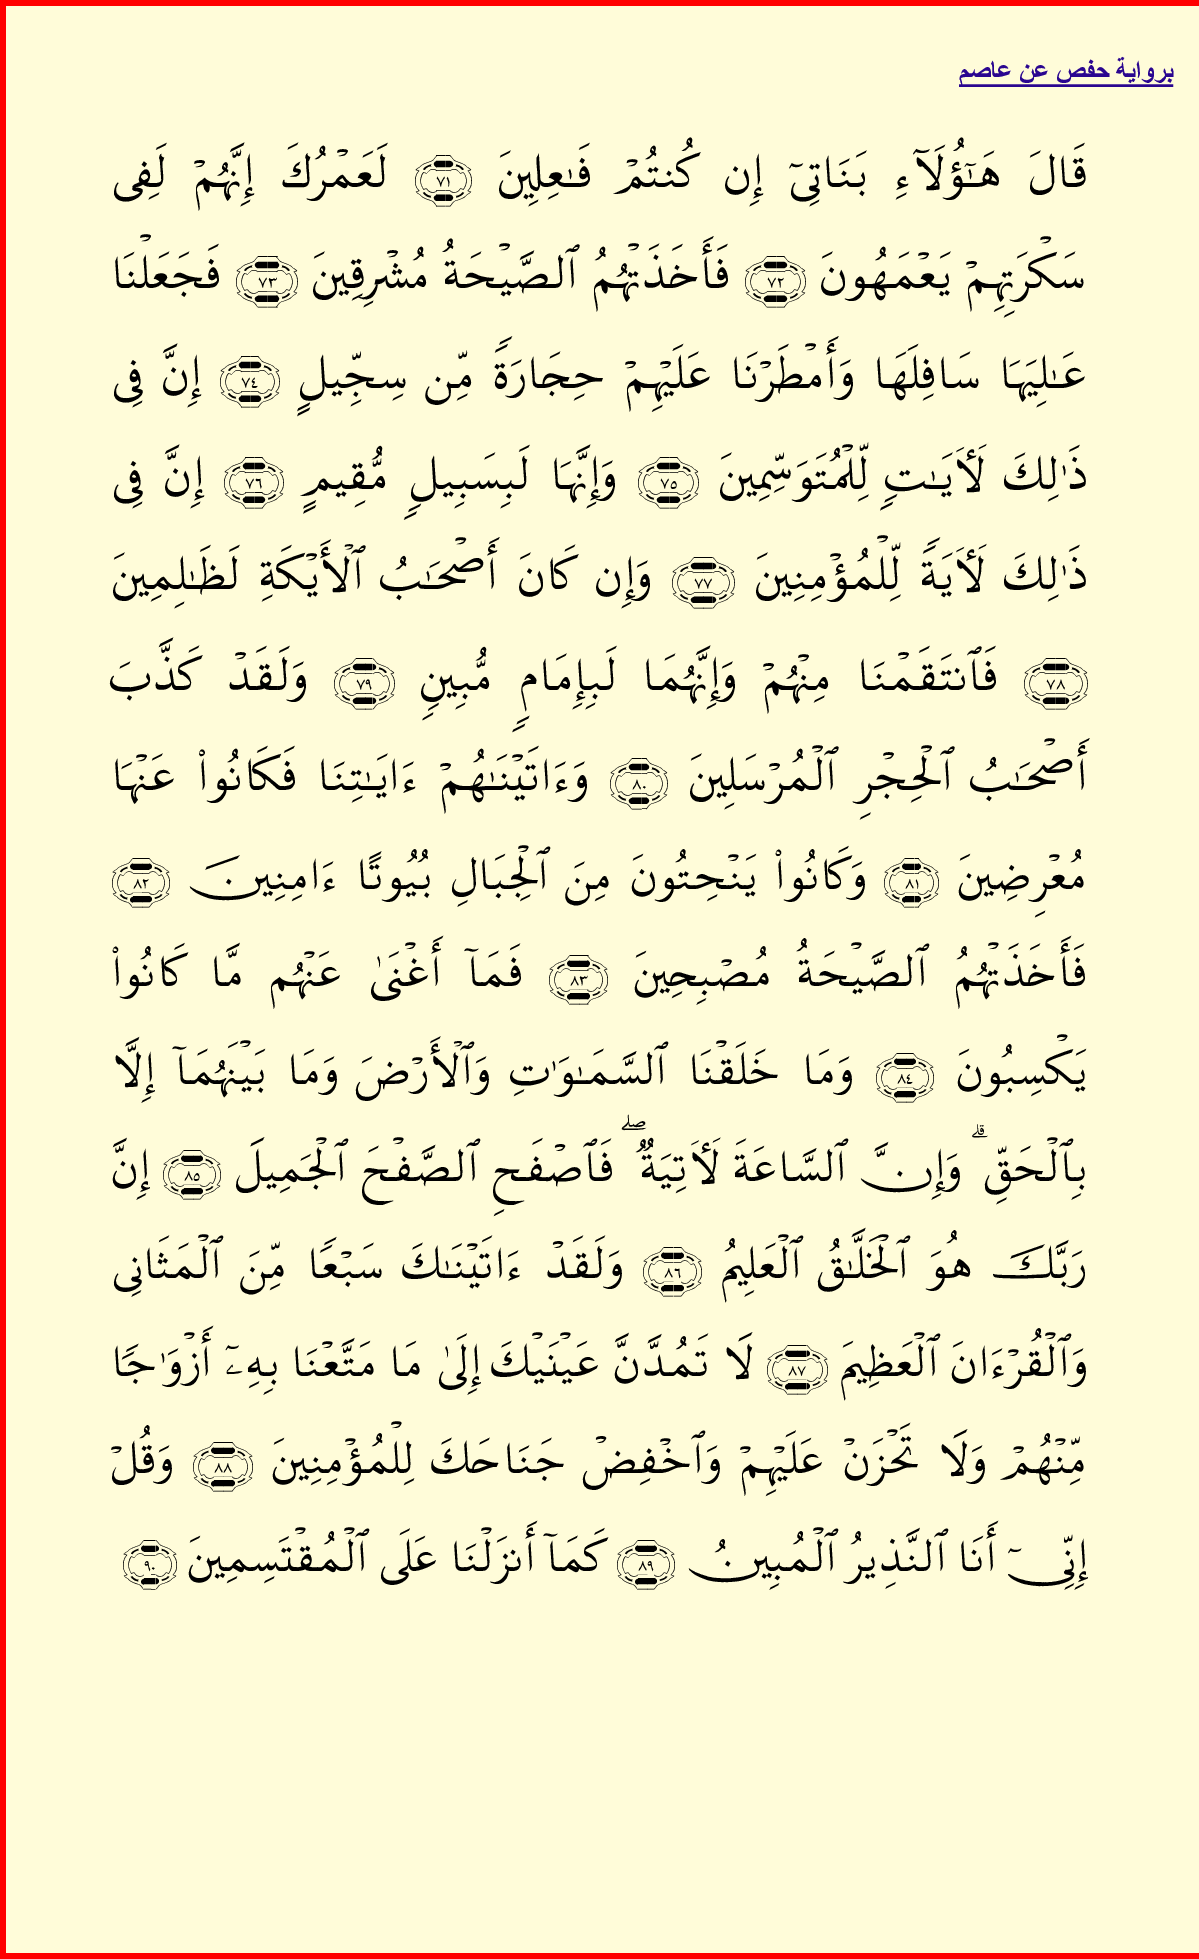 برواية حفص عن عاصم
قَالَ هَـٰٓؤُلَآءِ بَنَاتِىٓ إِن كُنتُمْ فَـٰعِلِينَ ٧١ لَعَمْرُكَ إِنَّهُمْ لَفِى
سَكْرَتِهِمْ يَعْمَهُونَ ٧٢ فَأَخَذَتْهُمُ ٱلصَّيْحَةُ مُشْرِقِينَ ٧٣ فَجَعَلْنَا
عَـٰلِيَهَا سَافِلَهَا وَأَمْطَرْنَا عَلَيْهِمْ حِجَارَةً مِّن سِجِّيلٍ ٧٤ إِنَّ فِى
ذَٰلِكَ لَـَٔايَـٰتٍ لِّلْمُتَوَسِّمِينَ ٧٥ وَإِنَّهَا لَبِسَبِيلٍ مُّقِيمٍ ٧٦ إِنَّ فِى
ذَٰلِكَ لَـَٔايَةً لِّلْمُؤْمِنِينَ ٧٧ وَإِن كَانَ أَصْحَـٰبُ ٱلْأَيْكَةِ لَظَـٰلِمِينَ
٧٨ فَٱنتَقَمْنَا مِنْهُمْ وَإِنَّهُمَا لَبِإِمَامٍ مُّبِينٍ ٧٩ وَلَقَدْ كَذَّبَ
أَصْحَـٰبُ ٱلْحِجْرِ ٱلْمُرْسَلِينَ ٨٠ وَءَاتَيْنَـٰهُمْ ءَايَـٰتِنَا فَكَانُوا۟ عَنْهَا
مُعْرِضِينَ ٨١ وَكَانُوا۟ يَنْحِتُونَ مِنَ ٱلْجِبَالِ بُيُوتًا ءَامِنِينَ ٨٢
فَأَخَذَتْهُمُ ٱلصَّيْحَةُ مُصْبِحِينَ ٨٣ فَمَآ أَغْنَىٰ عَنْهُم مَّا كَانُوا۟
يَكْسِبُونَ ٨٤ وَمَا خَلَقْنَا ٱلسَّمَـٰوَٰتِ وَٱلْأَرْضَ وَمَا بَيْنَهُمَآ إِلَّا
بِٱلْحَقِّ ۗ وَإِنَّ ٱلسَّاعَةَ لَـَٔاتِيَةٌ ۖ فَٱصْفَحِ ٱلصَّفْحَ ٱلْجَمِيلَ ٨٥ إِنَّ
رَبَّكَ هُوَ ٱلْخَلَّـٰقُ ٱلْعَلِيمُ ٨٦ وَلَقَدْ ءَاتَيْنَـٰكَ سَبْعًا مِّنَ ٱلْمَثَانِى
وَٱلْقُرْءَانَ ٱلْعَظِيمَ ٨٧ لَا تَمُدَّنَّ عَيْنَيْكَ إِلَىٰ مَا مَتَّعْنَا بِهِۦٓ أَزْوَٰجًا
مِّنْهُمْ وَلَا تَحْزَنْ عَلَيْهِمْ وَٱخْفِضْ جَنَاحَكَ لِلْمُؤْمِنِينَ ٨٨ وَقُلْ
إِنِّىٓ أَنَا ٱلنَّذِيرُ ٱلْمُبِينُ ٨٩ كَمَآ أَنزَلْنَا عَلَى ٱلْمُقْتَسِمِينَ ٩٠